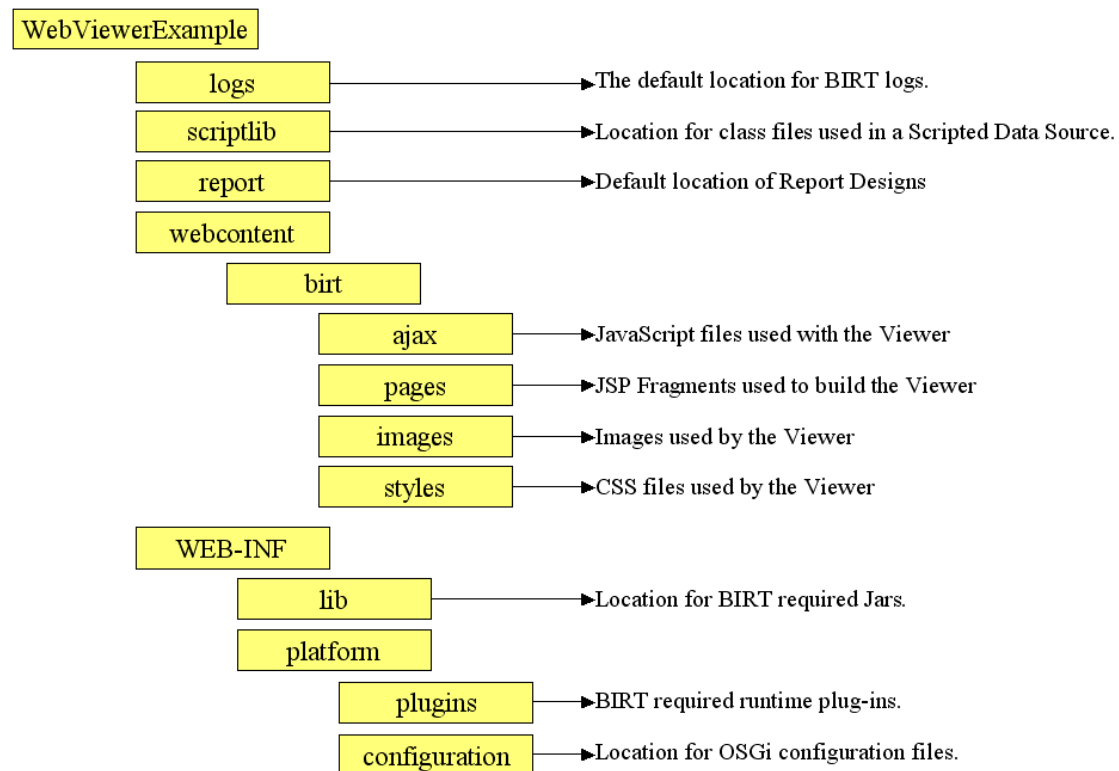 WebViewerExample
logs
The default location for BIRT logs.
scriptlib
Location for class files used in a Scripted Data Source.
report
Default location of Report Designs
webcontent
birt
ajax
JavaScript files used with the Viewer
pages
JSP Fragments used to build the Viewer
images
Images used by the Viewer
styles
CSS files used by the Viewer
WEB-INF
lib
Location for BIRT required Jars.
platform
plugins
BIRT required runtime plug-ins.
configuration
Location for OSGi configuration files.